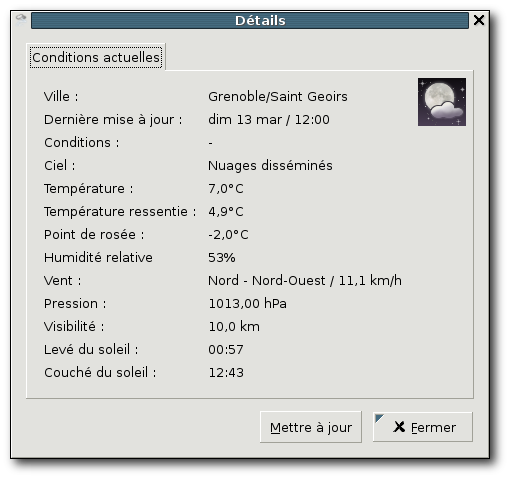 Détails
Conditions actuelles
Ville : Grenoble/Saint Geoirs
Dernière mise à jour : dim 13 mar / 12:00
Conditions : -
Ciel : Nuages disséminés
Température : 7,0°C
Température ressentie : 4,9°C
Point de rosée : -2,0°C
Humidité relative 53%
Vent : Nord - Nord-Ouest / 11,1 km/h
Pression : 1013,00 hPa
Visibilité : 10,0 km
Levé du soleil : 00:57
Couché du soleil : 12:43
Mettre à jour Fermer